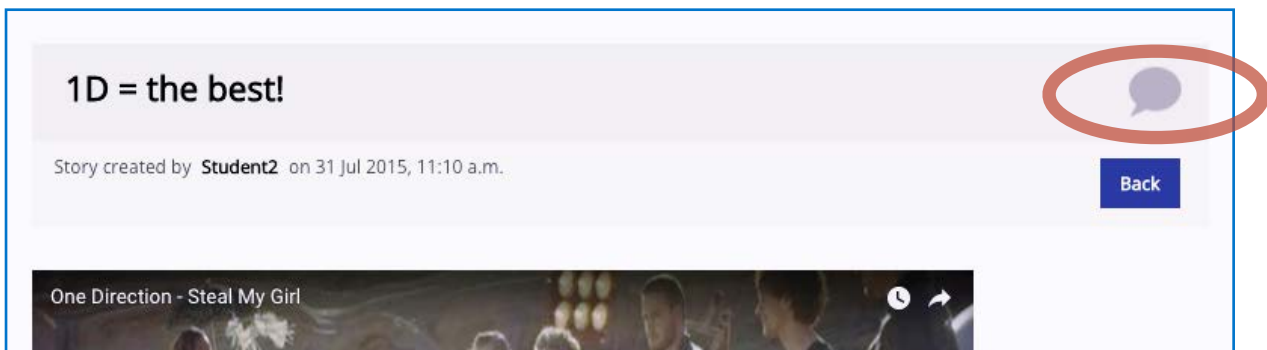 1D = the best!
Story created by Student2 on 31 Jul 2015, 11:10 a.m.
Back
One Direction - Steal My Girl